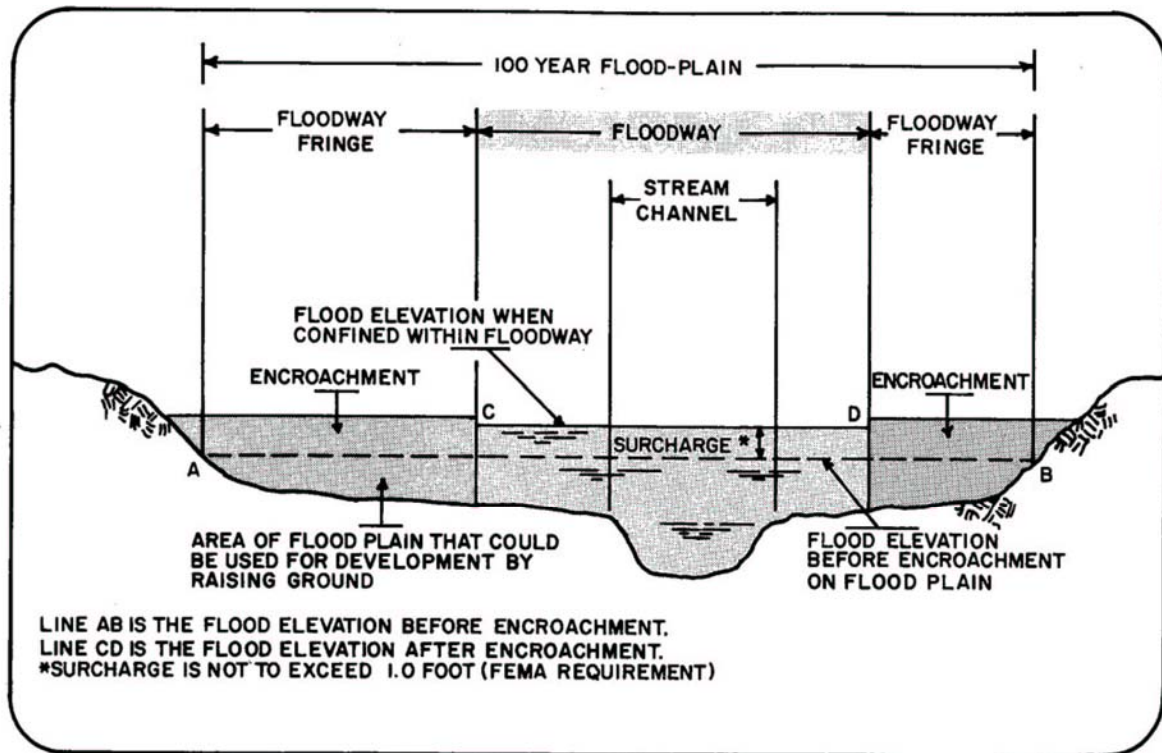 100 YEAR FLOOD-PLAIN
FLOODWAY
FRINGE
FLOODWAY
FLOODWAY
FRINGE
STREAM
CHANNEL
FLOOD ELEVATION WHEN
CONFINED WITHIN FLOODWAY
ENCROACHMENT
C
D
ENCROACHMENT
SURCHARGE *
A
B
AREA OF FLOOD PLAIN THAT COULD
BE USED FOR DEVELOPMENT BY
RAISING GROUND
FLOOD ELEVATION
BEFORE ENCROACHMENT
ON FLOOD PLAIN
LINE AB IS THE FLOOD ELEVATION BEFORE ENCROACHMENT.
LINE CD IS THE FLOOD ELEVATION AFTER ENCROACHMENT.
*SURCHARGE IS NOT TO EXCEED 1.0 FOOT (FEMA REQUIREMENT)